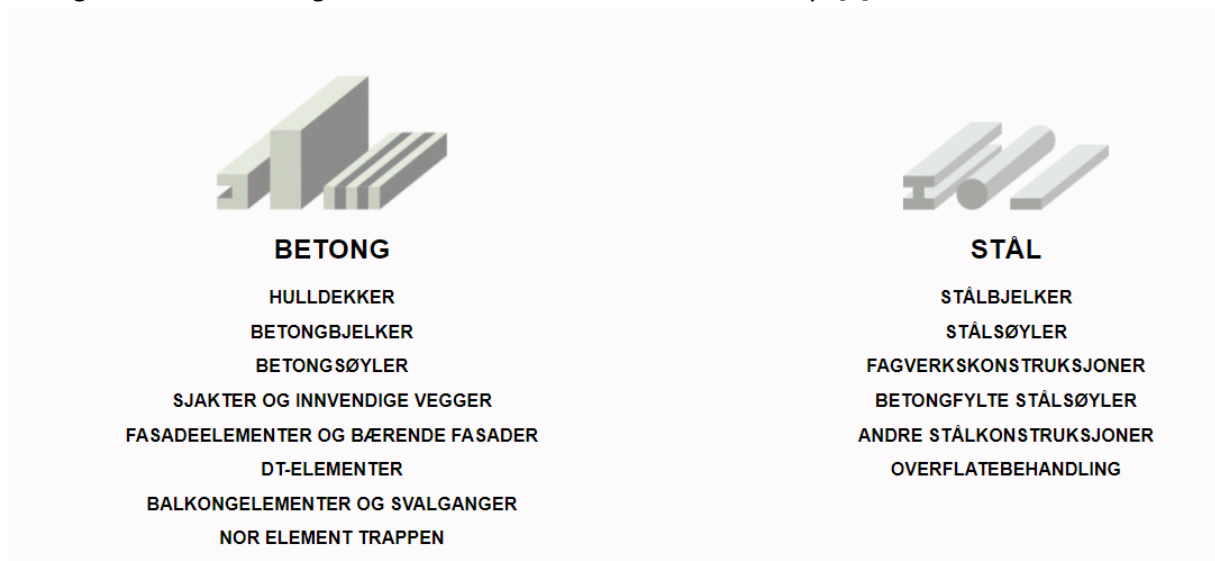 BETONG
HULLDEKKER
BETONGBJELKER
BETONGSØYLER
SJAKTER OG INNVENDIGE VEGGER
FASADEELEMENTER OG BÆRENDE FASADER
DT-ELEMENTER
BALKONGELEMENTER OG SVALGANGER
NOR ELEMENT TRAPPEN
STÅL
STÅLBJELKER
STÅLSØYLER
FAGVERKSKONSTRUKSJONER
BETONGFYLTE STÅLSØYLER
ANDRE STÅLKONSTRUKSJONER
OVERFLATEBEHANDLING